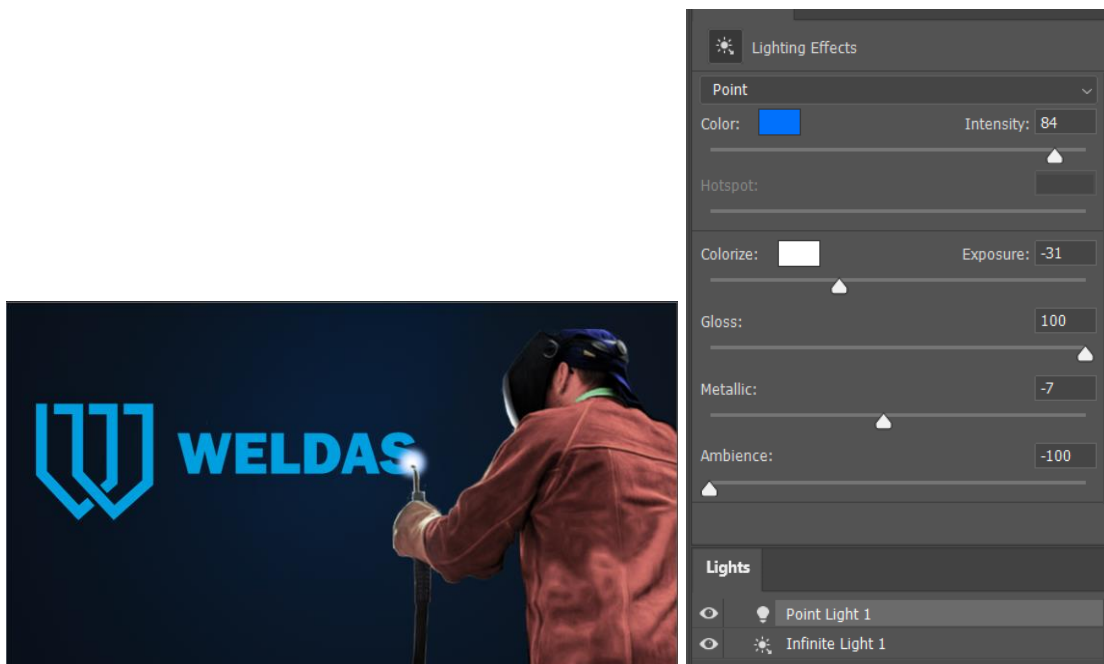 WELDAS
Lighting Effects
Point
Color: Intensity: 84
Hotspot:
Colorize: Exposure: -31
Gloss: 100
Metallic: -7
Ambience: -100
Lights
Point Light 1
Infinite Light 1